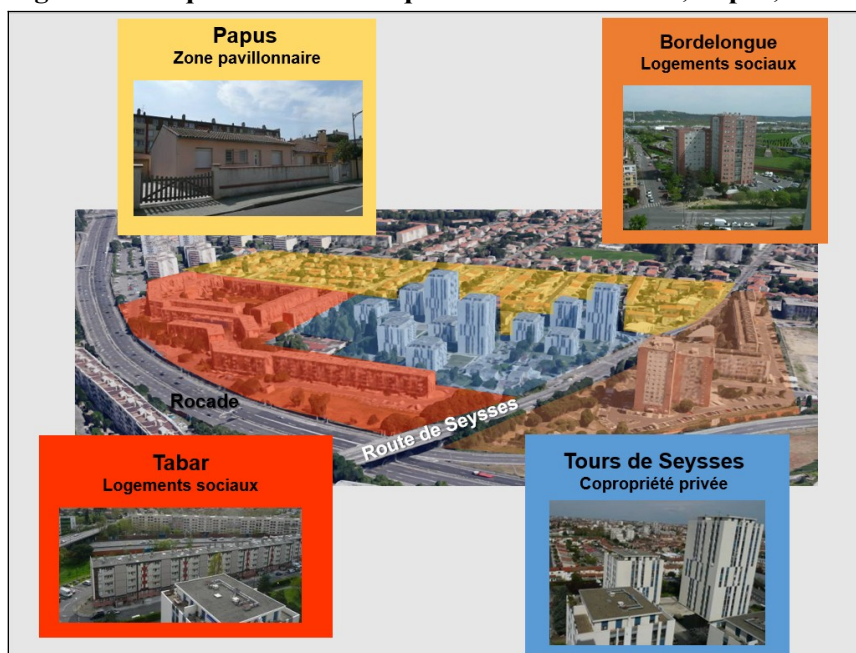 Papus
Zone pavillonnaire
Bordelongue
Logements sociaux
Rocade
Route de Seysses
Tabar
Logements sociaux
Tours de Seysses
Copropriété privée